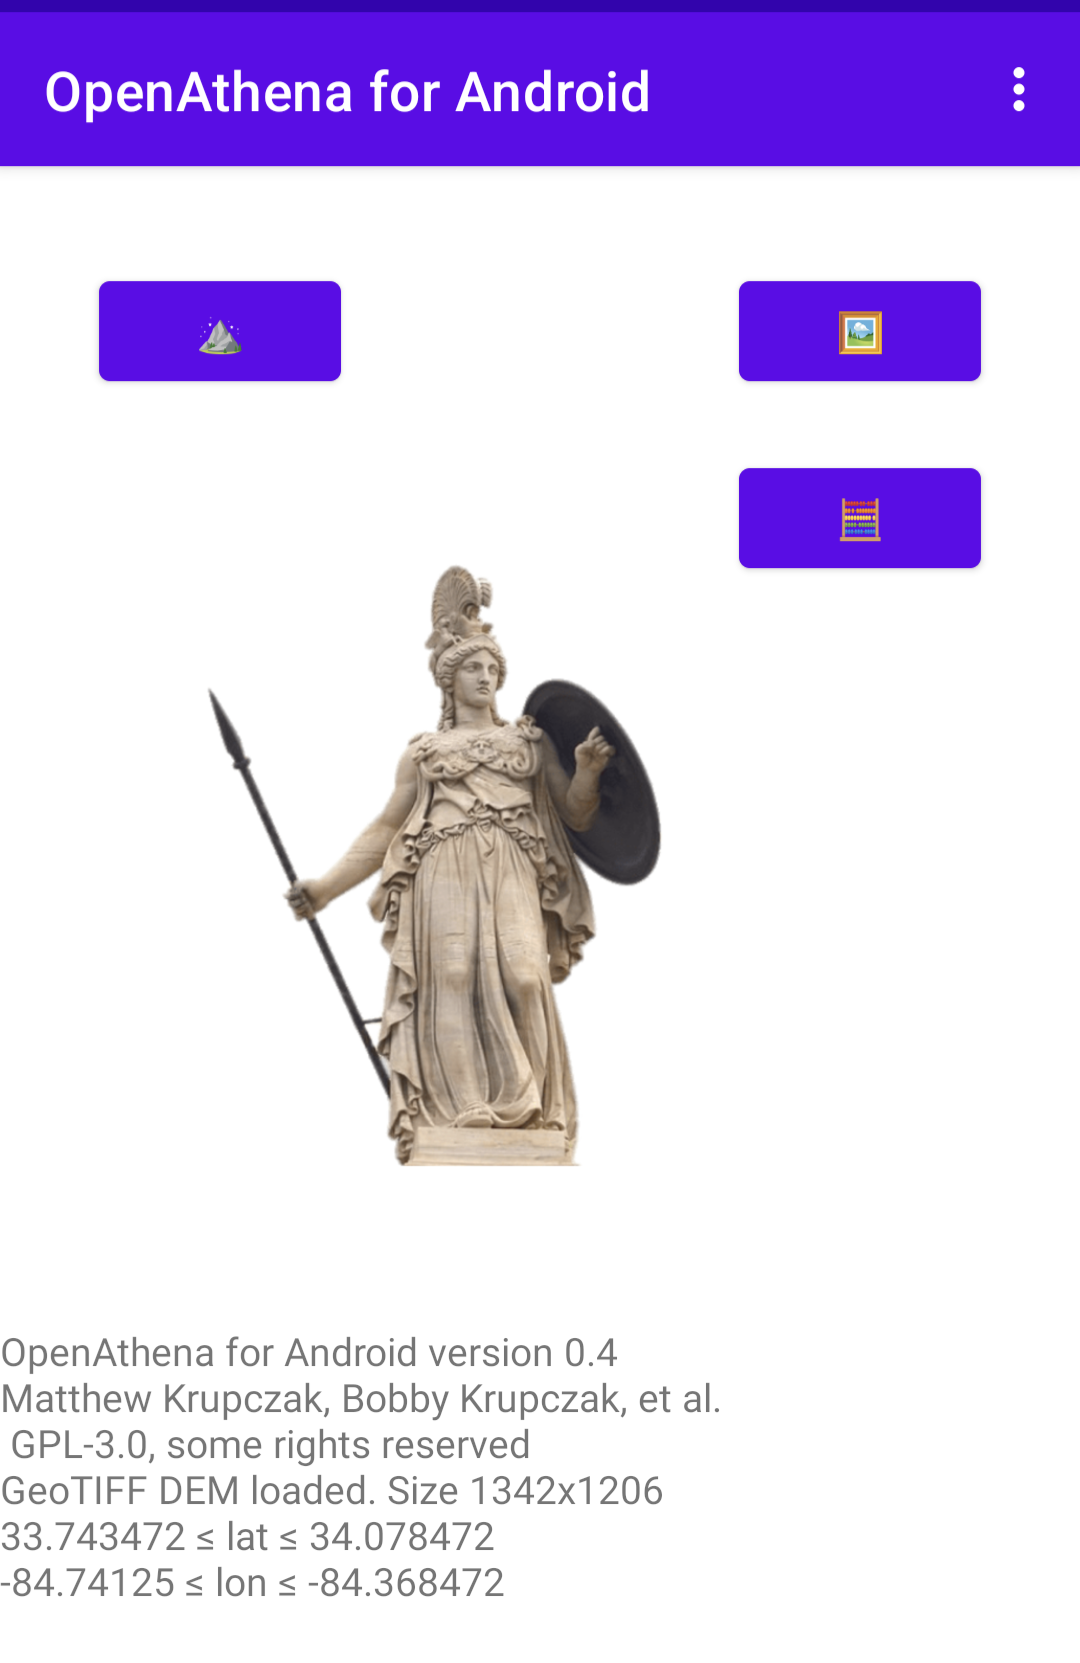 OpenAthena for Android
OpenAthena for Android version 0.4
Matthew Krupczak, Bobby Krupczak, et al.
GPL-3.0, some rights reserved
GeoTIFF DEM loaded. Size 1342x1206
33.743472 ≤ lat ≤ 34.078472
-84.74125 ≤ lon ≤ -84.368472